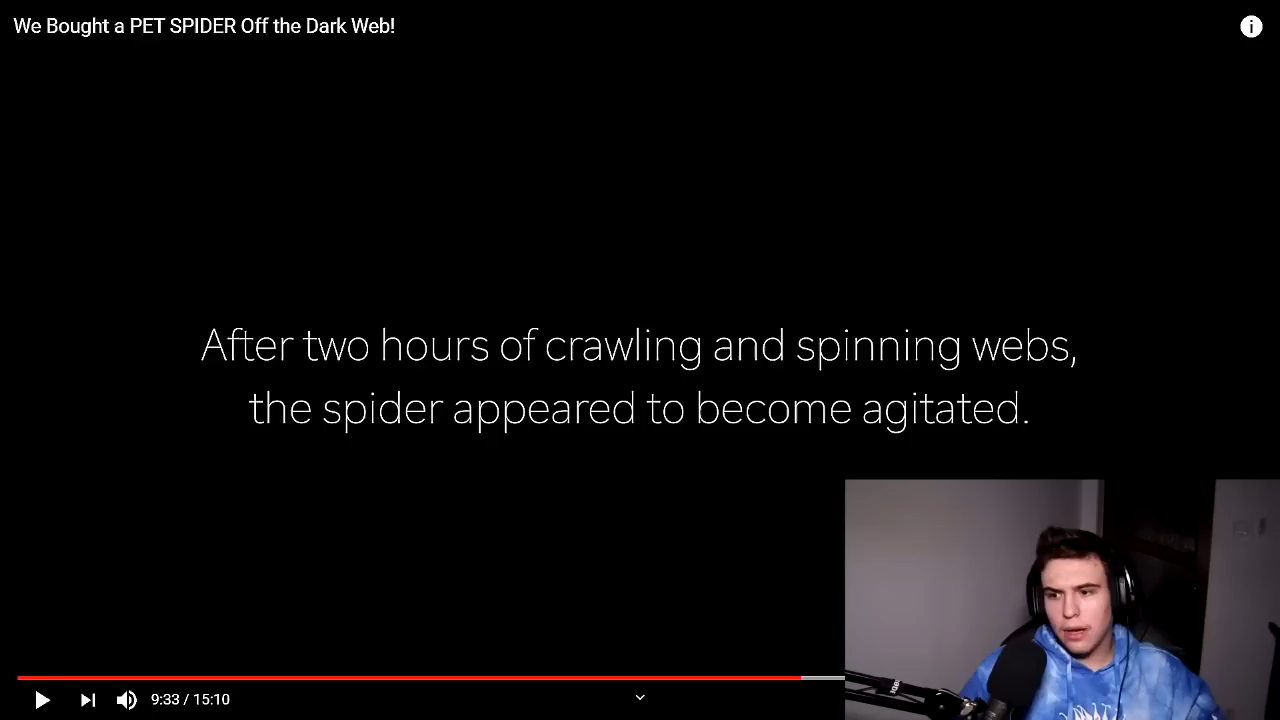 We Bought a PET SPIDER Off the Dark Web!
After two hours of crawling and spinning webs,
the spider appeared to become agitated.
9:33 / 15:10